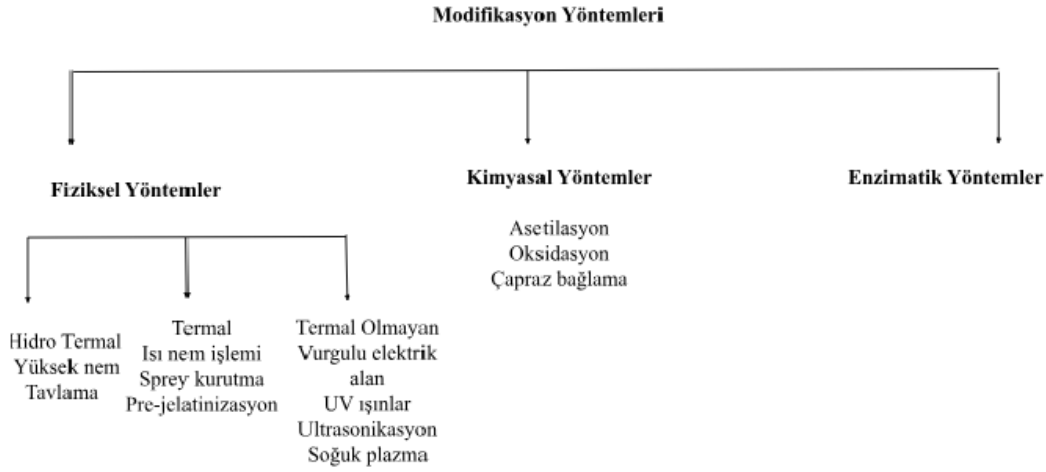 Modifikasyon Yöntemleri
Fiziksel Yöntemler
Kimyasal Yöntemler
Enzimatik Yöntemler
Asetilasyon
Oksidasyon
Çapraz bağlama
Hidro Termal
Yüksek nem
Tavlama
Termal
Isı nem işlemi
Sprey kurutma
Pre-jelatinizasyon
Termal Olmayan
Vurgulu elektrik
alan
UV ışınlar
Ultrasonikasyon
Soğuk plazma